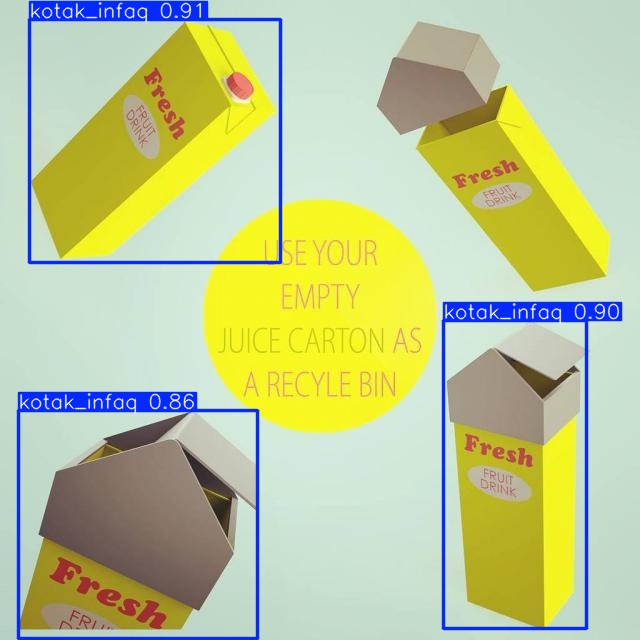 kotak_infaq 0.91
Fresh
FRUIT
DRINK
Fresh
FRUIT
DRINK
USE YOUR
EMPTY
JUICE CARTON AS
A RECYLE BIN
kotak_infaq 0.90
Fresh
FRUIT
DRINK
kotak_infaq 0.86
Fresh